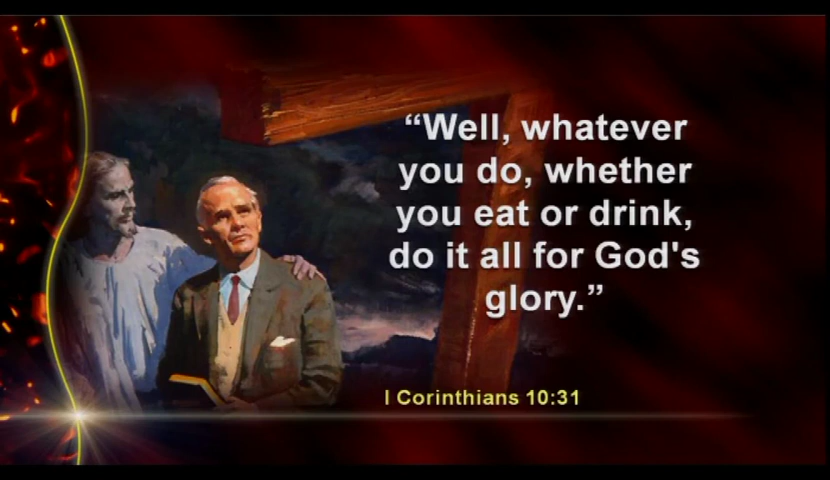 “Well, whatever
you do, whether
you eat or drink,
do it all for God's
glory.”
I Corinthians 10:31